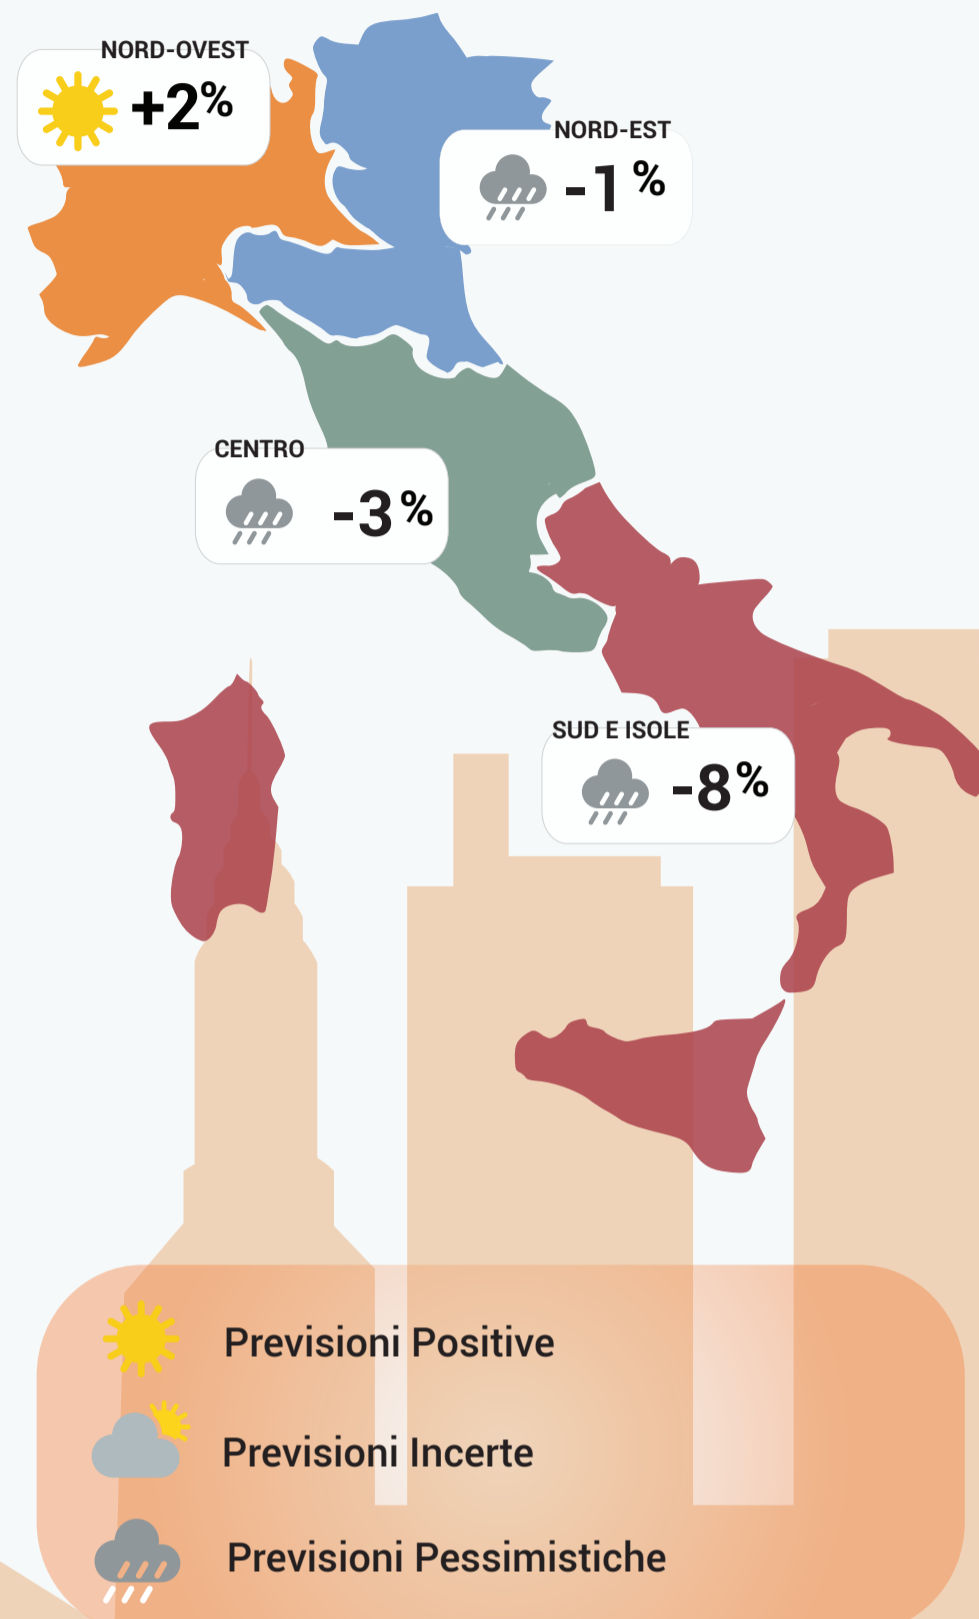 NORD-OVEST
+2%
NORD-EST
-1%
CENTRO
-3%
SUD E ISOLE
-8%
Previsioni Positive
Previsioni Incerte
Previsioni Pessimistiche